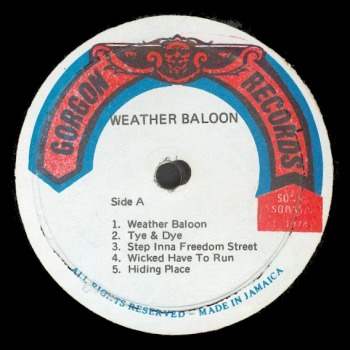 GORGON RECORDS
WEATHER BALOON
Side A
1. Weather Baloon
2. Tye & Dye
3. Step Inna Freedom Street
4. Wicked Have To Run
5. Hiding Place
ALL RIGHTS RESERVED – MADE IN JAMAICA